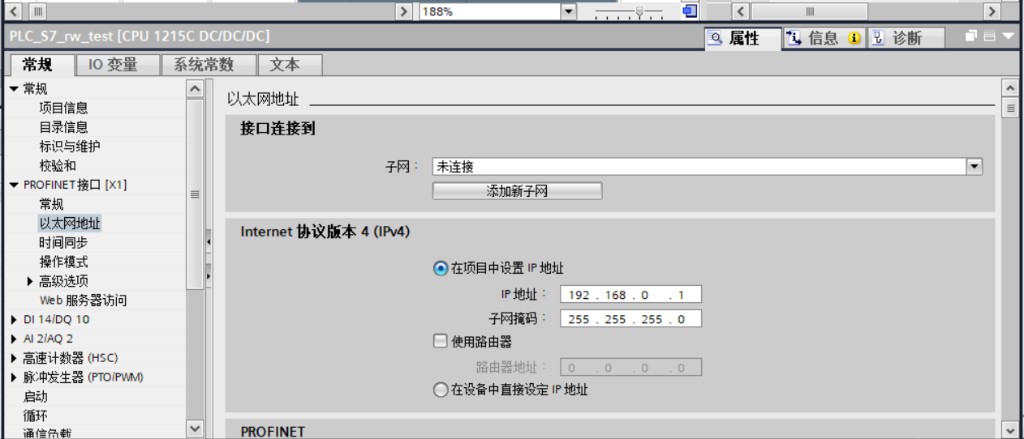 188%
PLC_S7_rw_test [CPU 1215C DC/DC/DC]
属性 信息 诊断
常规 IO 变量 系统常数 文本
常规
项目信息
目录信息
标识与维护
校验和
PROFINET接口 [X1]
常规
以太网地址
时间同步
操作模式
高级选项
Web 服务器访问
DI 14/DQ 10
AI 2/AQ 2
高速计数器 (HSC)
脉冲发生器 (PTO/PWM)
启动
循环
通信负载
以太网地址
接口连接到
子网：
未连接
添加新子网
Internet 协议版本 4 (IPv4)
在项目中设置 IP 地址
IP 地址： 192 . 168 . 0 . 1
子网掩码： 255 . 255 . 255 . 0
使用路由器
路由器地址： 0 . 0 . 0 . 0
在设备中直接设定 IP 地址
PROFINET